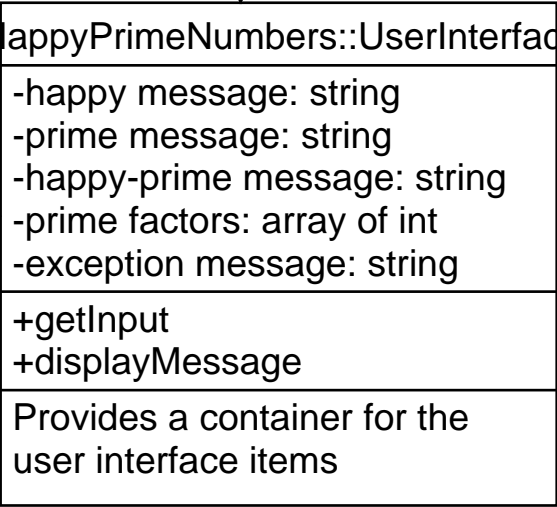 HappyPrimeNumbers::UserInterfac
-happy message: string
-prime message: string
-happy-prime message: string
-prime factors: array of int
-exception message: string
+getInput
+displayMessage
Provides a container for the
user interface items